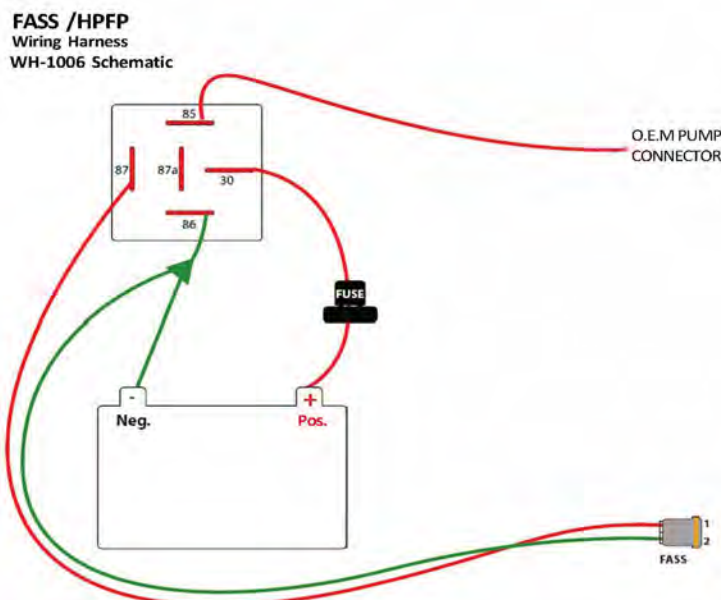 FASS /HPFP
Wiring Harness
WH-1006 Schematic
85
O.E.M PUMP
CONNECTOR
87
87a
30
86
FUSE
-
+
Neg.
Pos.
1
2
FASS